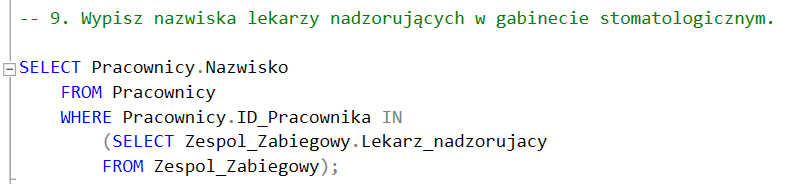 -- 9. Wypisz nazwiska lekarzy nadzorujących w gabinecie stomatologicznym.
SELECT Pracownicy.Nazwisko
FROM Pracownicy
WHERE Pracownicy.ID_Pracownika IN
(SELECT Zespol_Zabiegowy.Lekarz_nadzorujacy
FROM Zespol_Zabiegowy);